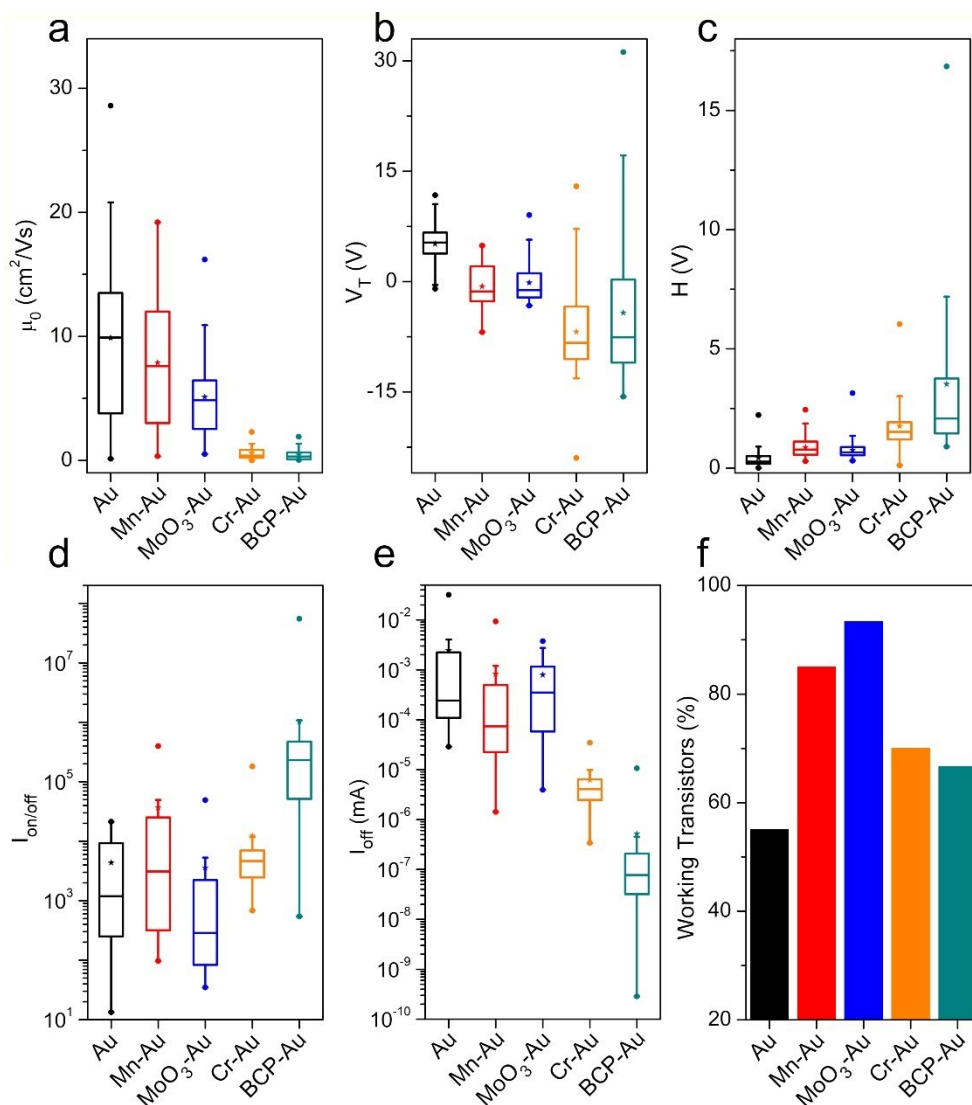 a
b
c
30
20
10
0
μ₀ (cm²/Vs)
Au
Mn-Au
MoO₃-Au
Cr-Au
BCP-Au
30
15
0
-15
V_T (V)
Au
Mn-Au
MoO₃-Au
Cr-Au
BCP-Au
15
10
5
0
H (V)
Au
Mn-Au
MoO₃-Au
Cr-Au
BCP-Au
d
e
f
10⁷
10⁵
10³
10¹
I_on/off
Au
Mn-Au
MoO₃-Au
Cr-Au
BCP-Au
10⁻²
10⁻³
10⁻⁴
10⁻⁵
10⁻⁶
10⁻⁷
10⁻⁸
10⁻⁹
10⁻¹⁰
I_off (mA)
Au
Mn-Au
MoO₃-Au
Cr-Au
BCP-Au
100
80
60
40
20
Working Transistors (%)
Au
Mn-Au
MoO₃-Au
Cr-Au
BCP-Au